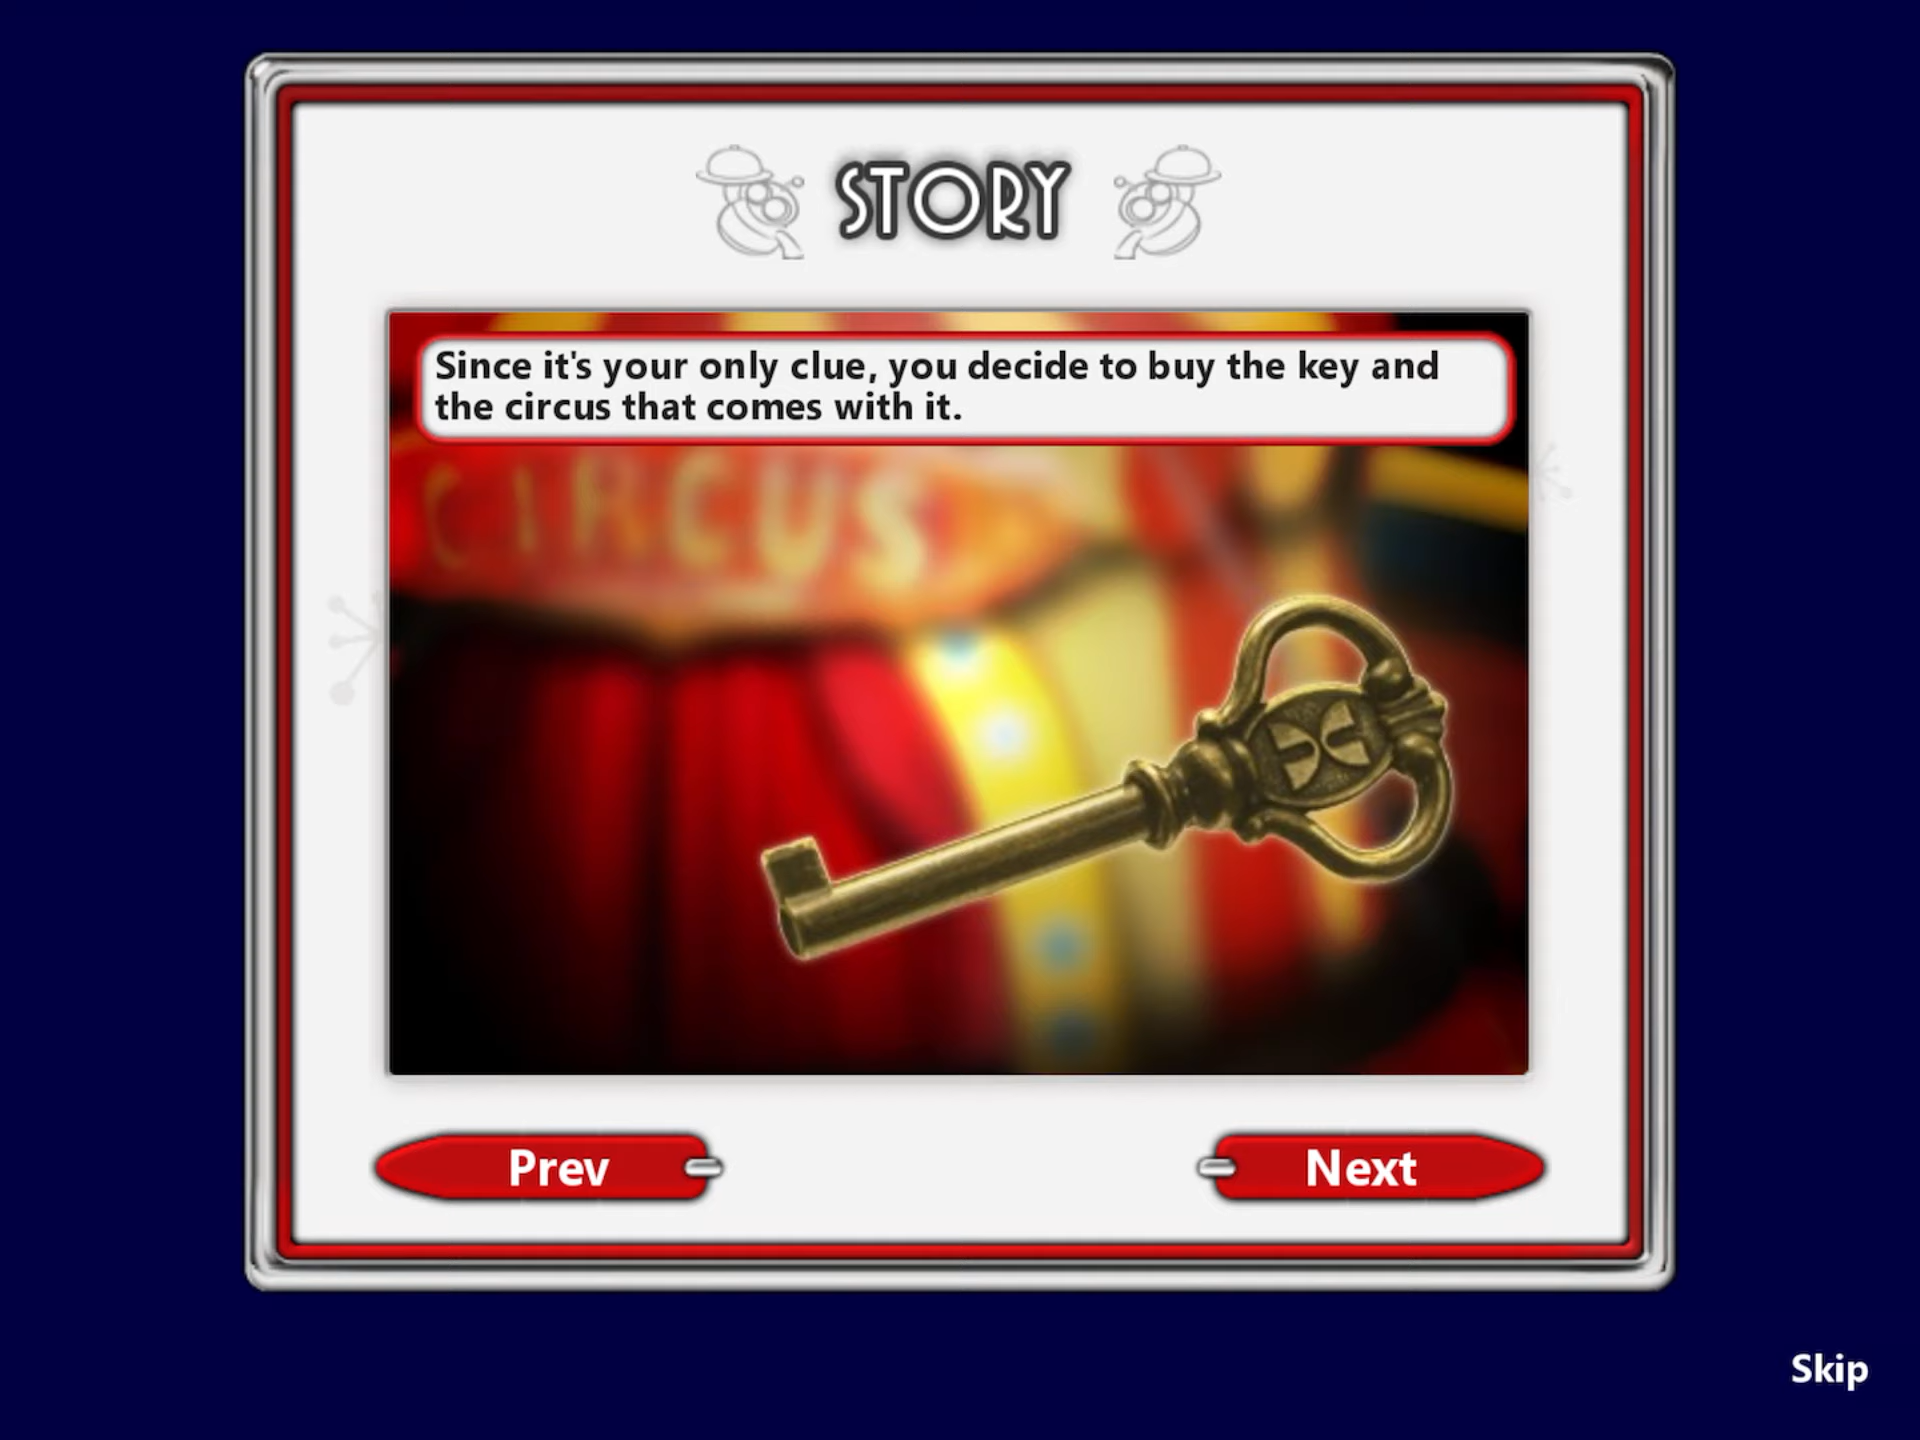 STORY
Since it's your only clue, you decide to buy the key and
the circus that comes with it.
CIRCUS
Prev
Next
Skip